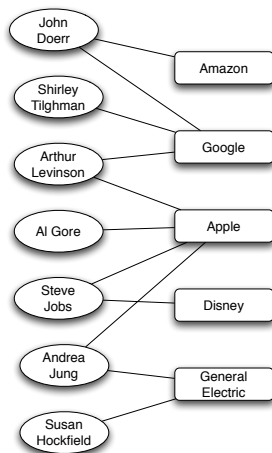 John
Doerr
Amazon
Shirley
Tilghman
Google
Arthur
Levinson
Al Gore
Apple
Steve
Jobs
Disney
Andrea
Jung
General
Electric
Susan
Hockfield